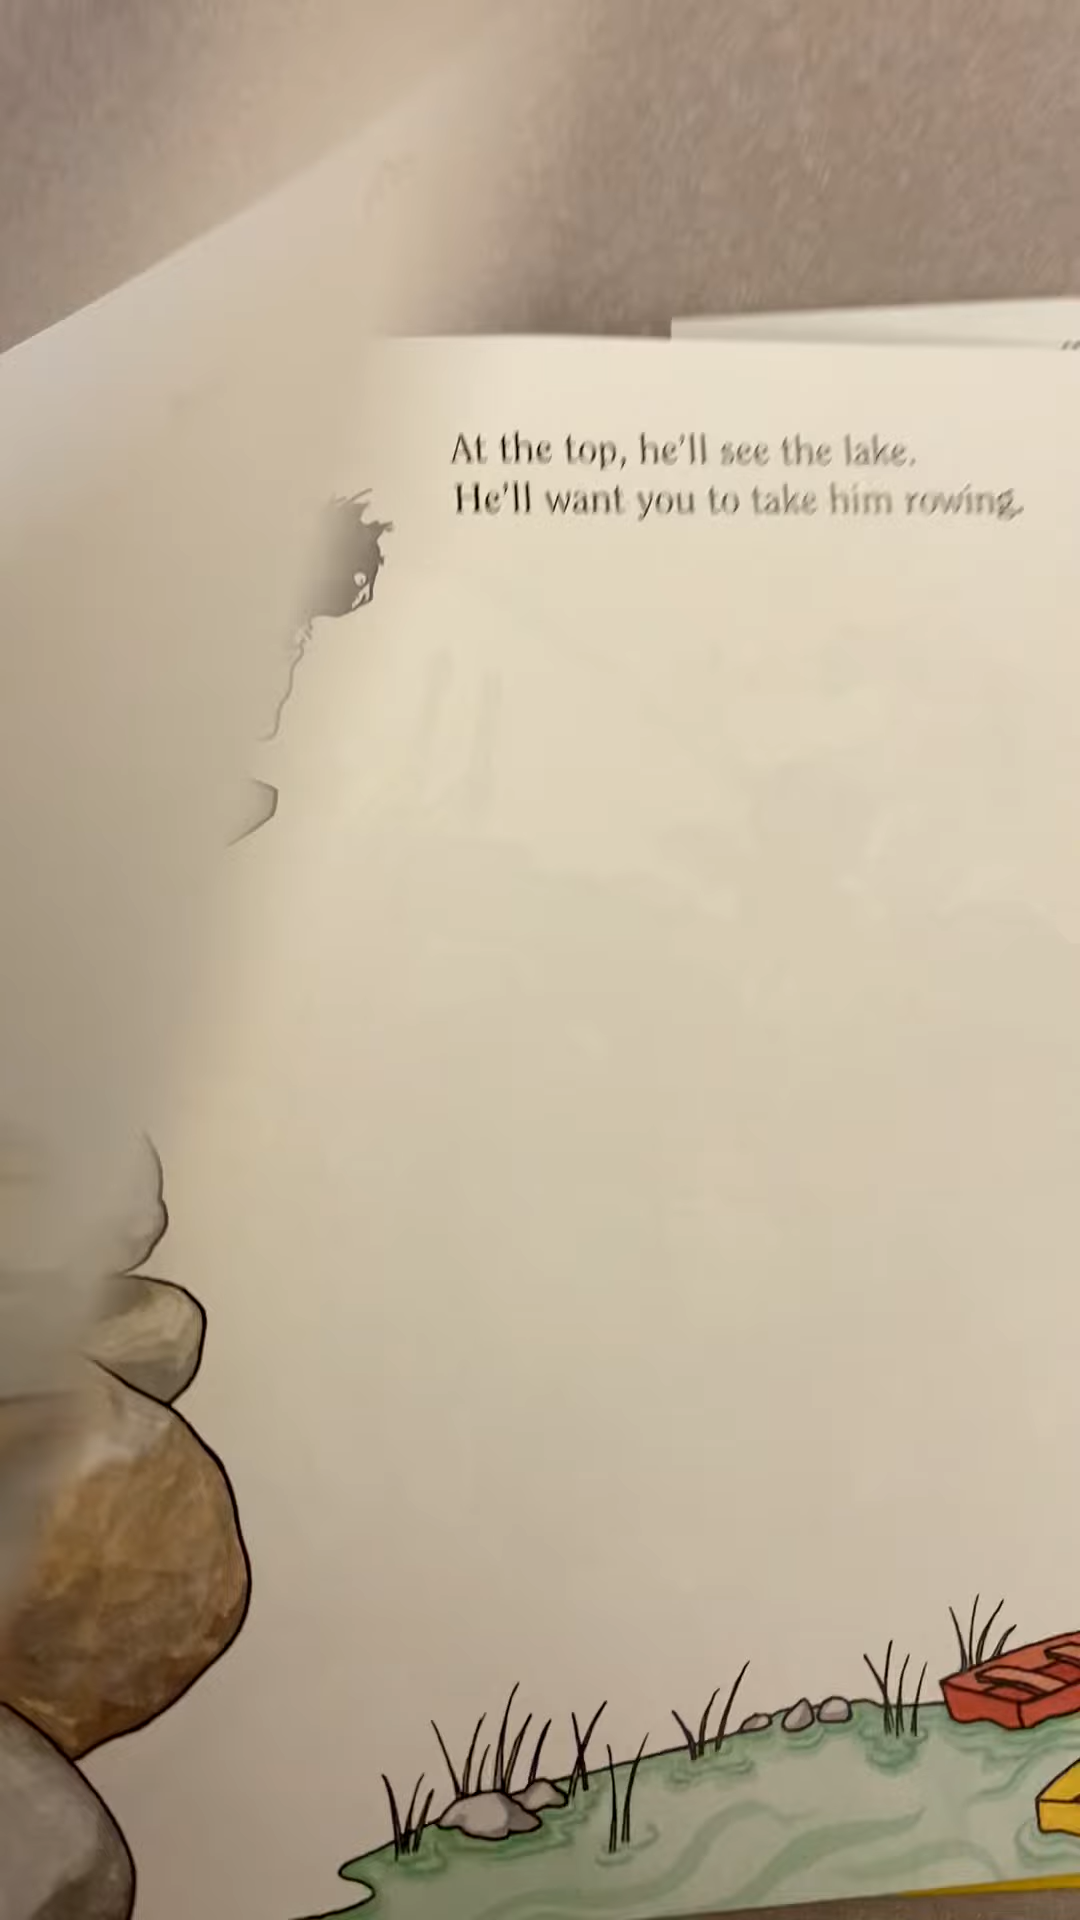 At the top, he'll see the lake.
He'll want you to take him rowing.